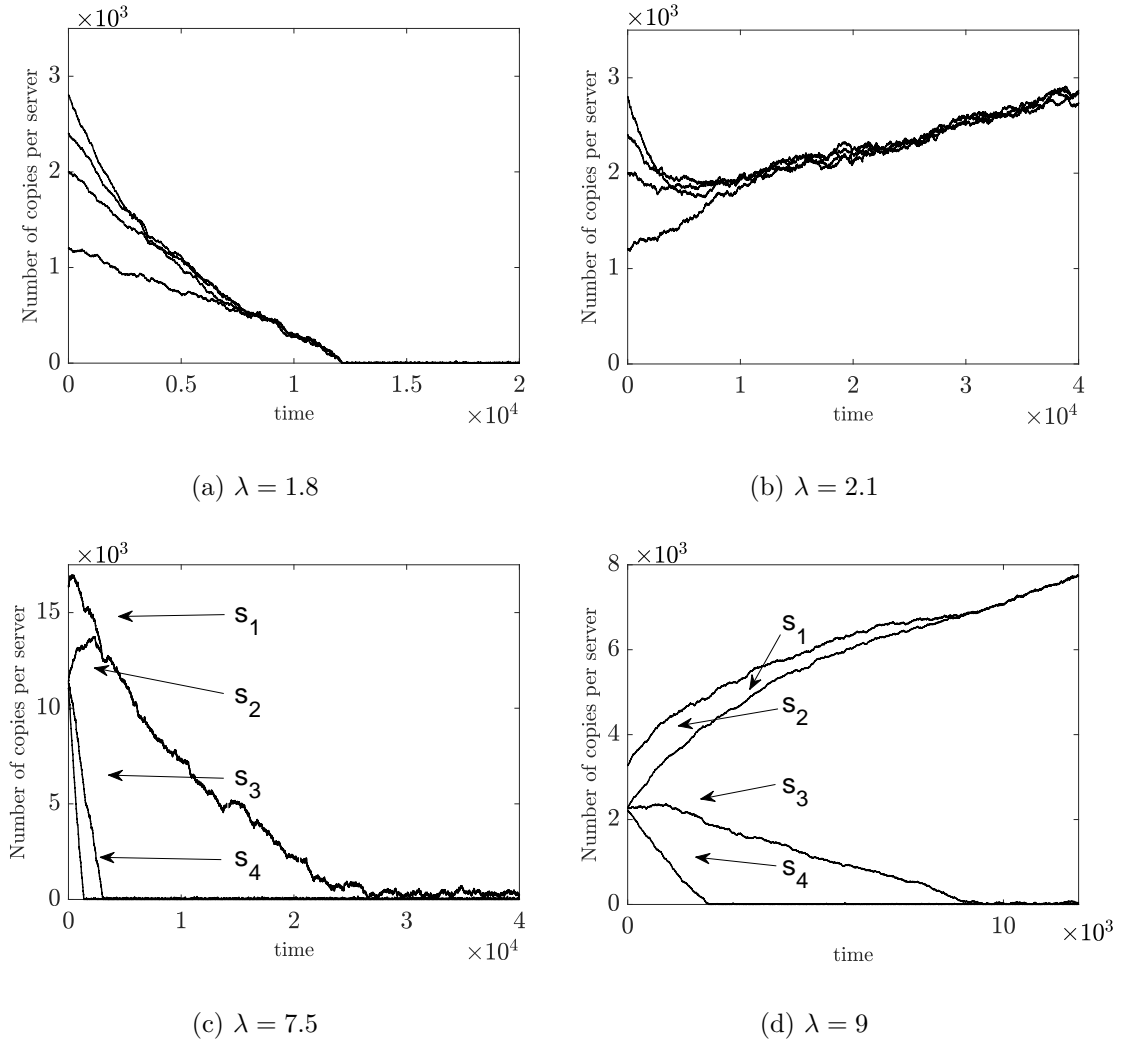 ×10³
Number of copies per server
3
2
1
0
0 0.5 1 1.5 2
time
×10⁴
(a) λ = 1.8
×10³
Number of copies per server
3
2
1
0
0 1 2 3 4
time
×10⁴
(b) λ = 2.1
×10³
Number of copies per server
15
10
5
0
s₁
s₂
s₃
s₄
0 1 2 3 4
time
×10⁴
(c) λ = 7.5
×10³
Number of copies per server
8
6
4
2
0
s₁
s₂
s₃
s₄
0 10
time
×10³
(d) λ = 9